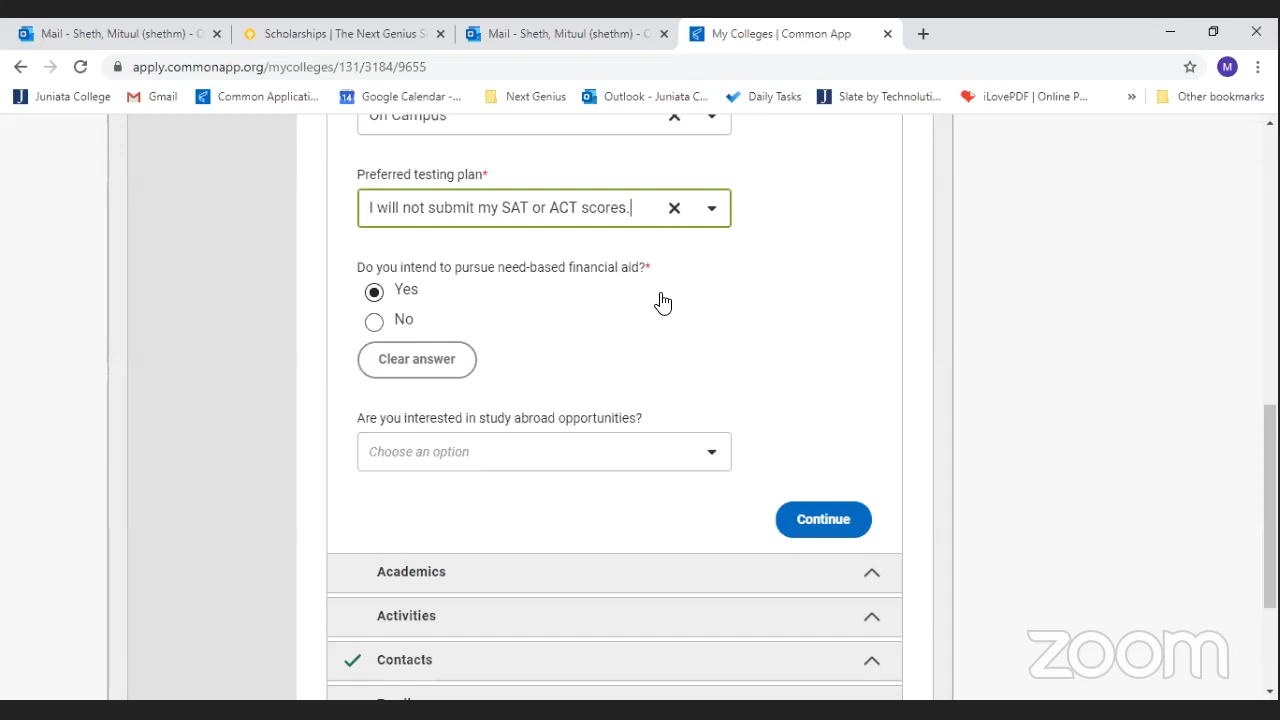 Mail - Sheth, Mituul (shethm) - O
Scholarships | The Next Genius S
Mail - Sheth, Mituul (shethm) - O
My Colleges | Common App
apply.commonapp.org/mycolleges/131/3184/9655
M
Juniata College
Gmail
Common Applicati...
14
Google Calendar -...
Next Genius
Outlook - Juniata C...
Daily Tasks
Slate by Technoluti...
iLovePDF | Online P...
»
Other bookmarks
On Campus
Preferred testing plan*
I will not submit my SAT or ACT scores.
Do you intend to pursue need-based financial aid?*
Yes
No
Clear answer
Are you interested in study abroad opportunities?
Choose an option
Continue
Academics
Activities
Contacts
zoom